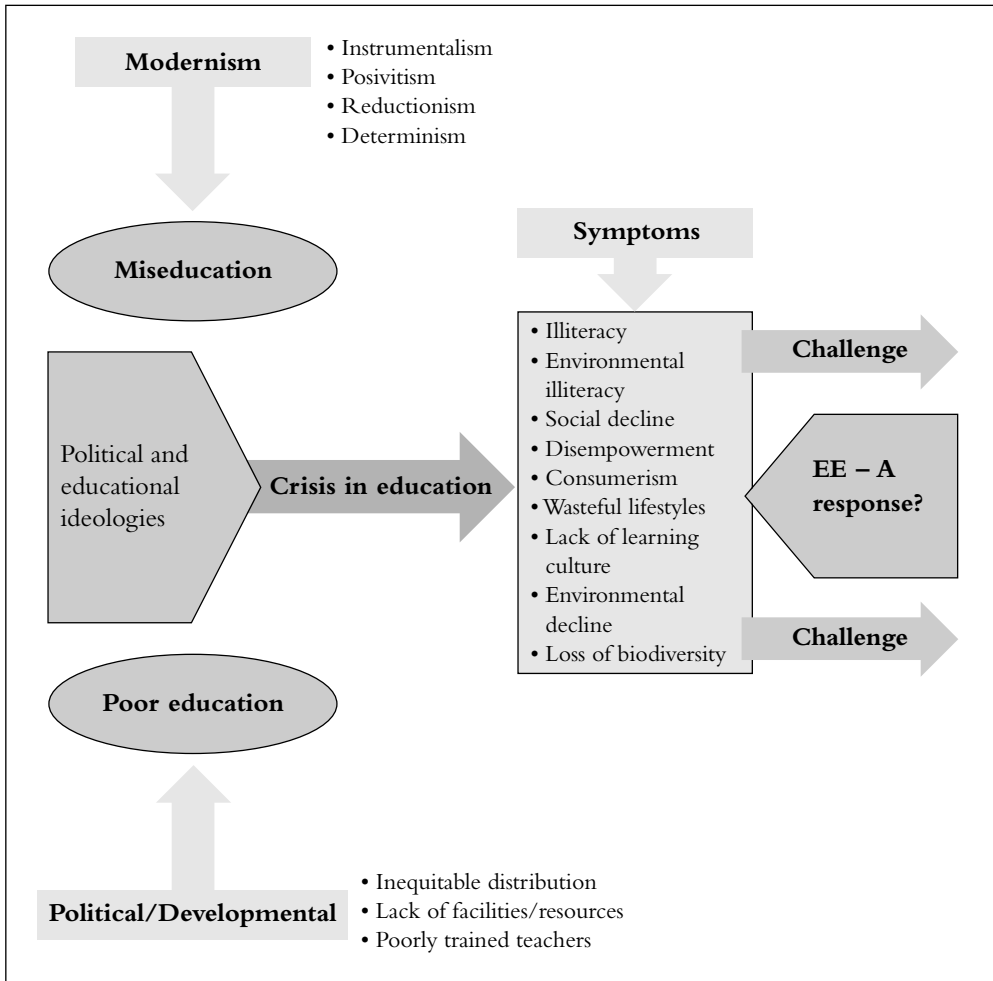 Modernism
• Instrumentalism
• Posivitism
• Reductionism
• Determinism
Miseducation
Symptoms
Political and
educational
ideologies
Crisis in education
• Illiteracy
• Environmental
illiteracy
• Social decline
• Disempowerment
• Consumerism
• Wasteful lifestyles
• Lack of learning
culture
• Environmental
decline
• Loss of biodiversity
Challenge
EE – A
response?
Challenge
Poor education
Political/Developmental
• Inequitable distribution
• Lack of facilities/resources
• Poorly trained teachers